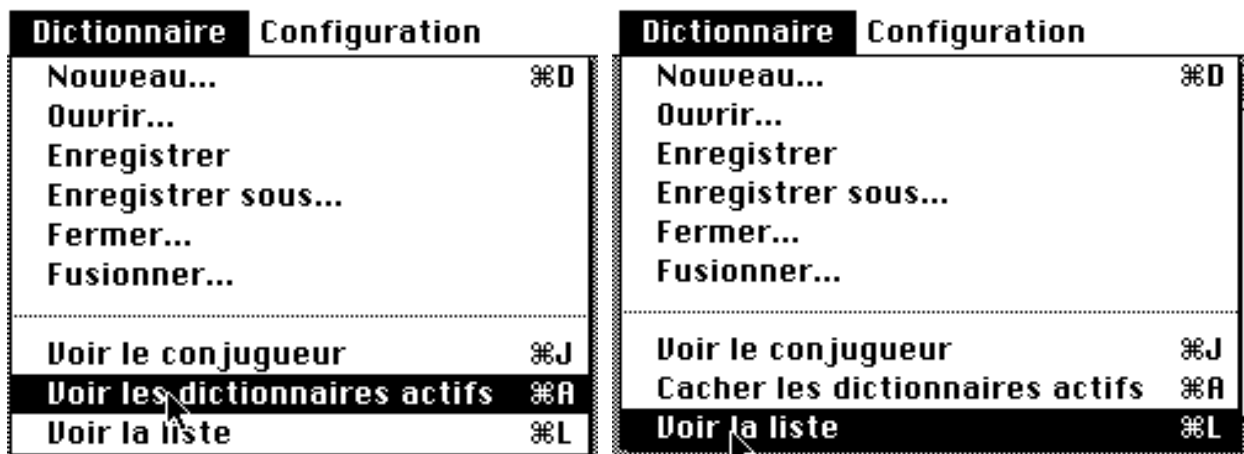 Dictionnaire Configuration
Nouveau... ⌘D
Ouvrir...
Enregistrer
Enregistrer sous...
Fermer...
Fusionner...
Voir le conjugueur ⌘J
Voir les dictionnaires actifs ⌘A
Voir la liste ⌘L
Dictionnaire Configuration
Nouveau... ⌘D
Ouvrir...
Enregistrer
Enregistrer sous...
Fermer...
Fusionner...
Voir le conjugueur ⌘J
Cacher les dictionnaires actifs ⌘A
Voir la liste ⌘L